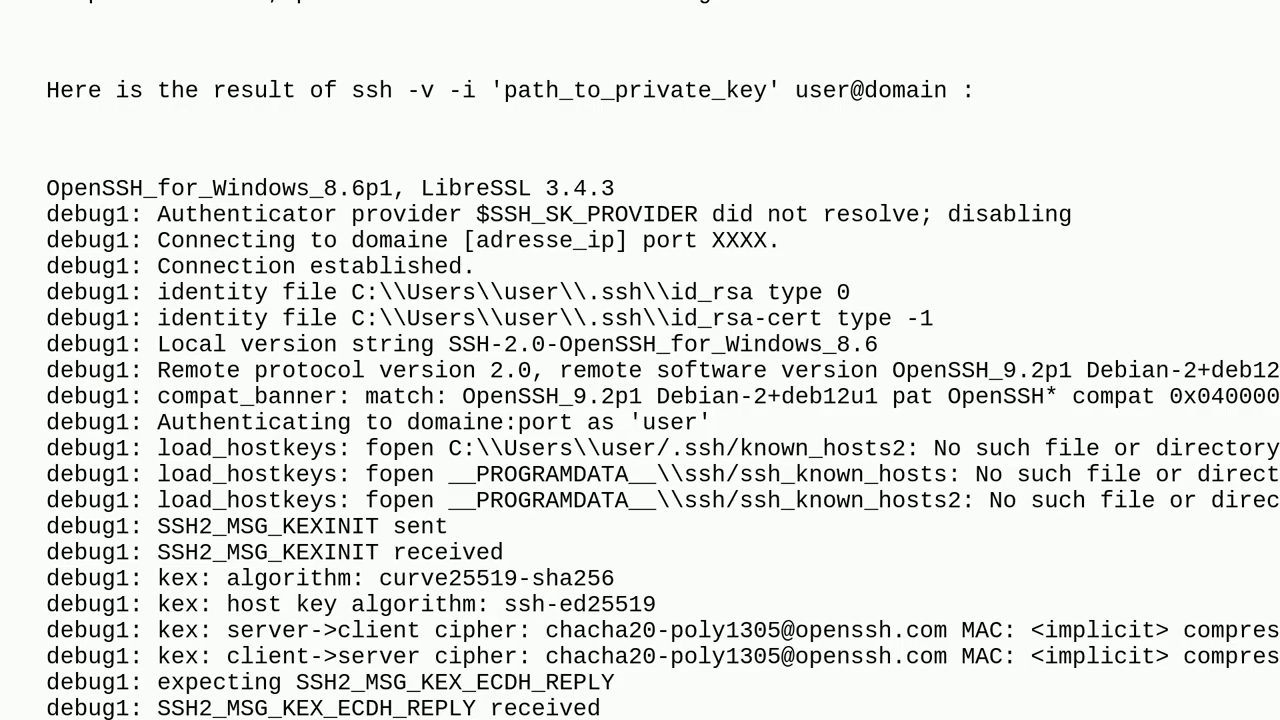 Here is the result of ssh -v -i 'path_to_private_key' user@domain :
OpenSSH_for_Windows_8.6p1, LibreSSL 3.4.3
debug1: Authenticator provider $SSH_SK_PROVIDER did not resolve; disabling
debug1: Connecting to domaine [adresse_ip] port XXXX.
debug1: Connection established.
debug1: identity file C:\\Users\\user\\.ssh\\id_rsa type 0
debug1: identity file C:\\Users\\user\\.ssh\\id_rsa-cert type -1
debug1: Local version string SSH-2.0-OpenSSH_for_Windows_8.6
debug1: Remote protocol version 2.0, remote software version OpenSSH_9.2p1 Debian-2+deb12
debug1: compat_banner: match: OpenSSH_9.2p1 Debian-2+deb12u1 pat OpenSSH* compat 0x040000
debug1: Authenticating to domaine:port as 'user'
debug1: load_hostkeys: fopen C:\\Users\\user/.ssh/known_hosts2: No such file or directory
debug1: load_hostkeys: fopen __PROGRAMDATA__\\ssh/ssh_known_hosts: No such file or direct
debug1: load_hostkeys: fopen __PROGRAMDATA__\\ssh/ssh_known_hosts2: No such file or direc
debug1: SSH2_MSG_KEXINIT sent
debug1: SSH2_MSG_KEXINIT received
debug1: kex: algorithm: curve25519-sha256
debug1: kex: host key algorithm: ssh-ed25519
debug1: kex: server->client cipher: chacha20-poly1305@openssh.com MAC: <implicit> compres
debug1: kex: client->server cipher: chacha20-poly1305@openssh.com MAC: <implicit> compres
debug1: expecting SSH2_MSG_KEX_ECDH_REPLY
debug1: SSH2_MSG_KEX_ECDH_REPLY received